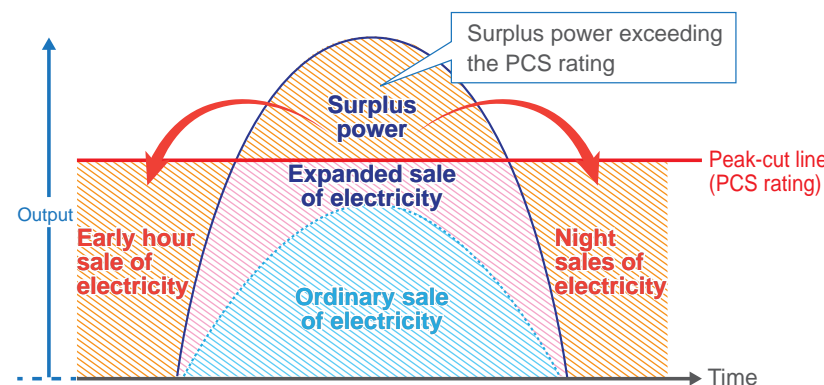 Surplus power exceeding
the PCS rating
Surplus
power
Peak-cut line
(PCS rating)
Expanded sale
of electricity
Output
Early hour
sale of
electricity
Night
sales of
electricity
Ordinary sale
of electricity
Time